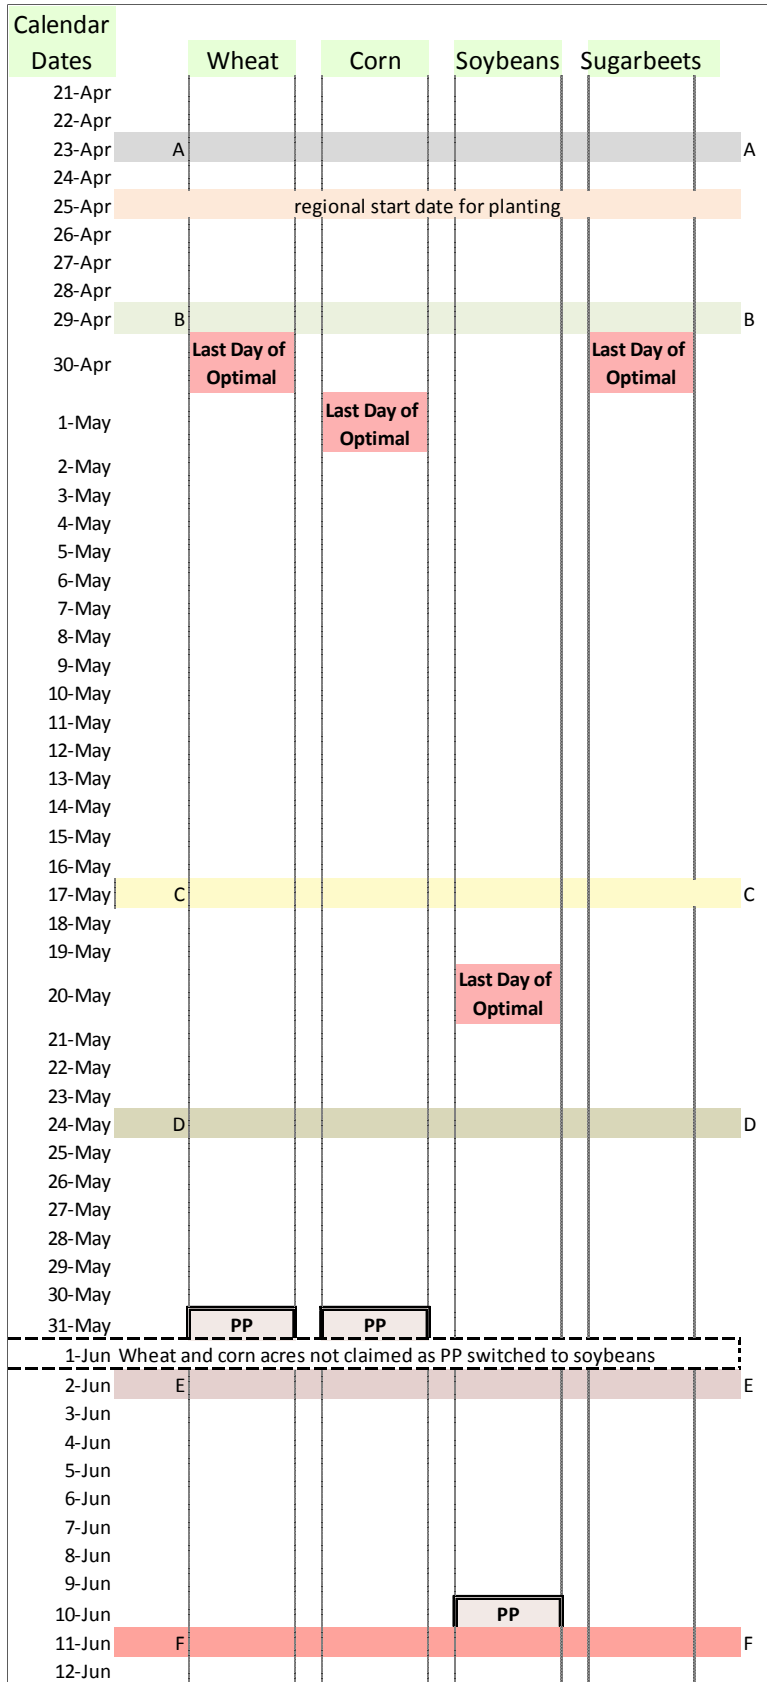 Calendar
Dates Wheat Corn Soybeans Sugarbeets
21-Apr
22-Apr
23-Apr A A
24-Apr
25-Apr regional start date for planting
26-Apr
27-Apr
28-Apr
29-Apr B B
30-Apr Last Day of Optimal Last Day of Optimal
1-May Last Day of Optimal
2-May
3-May
4-May
5-May
6-May
7-May
8-May
9-May
10-May
11-May
12-May
13-May
14-May
15-May
16-May
17-May C C
18-May
19-May
20-May Last Day of Optimal
21-May
22-May
23-May
24-May D D
25-May
26-May
27-May
28-May
29-May
30-May
31-May PP PP
1-Jun Wheat and corn acres not claimed as PP switched to soybeans
2-Jun E E
3-Jun
4-Jun
5-Jun
6-Jun
7-Jun
8-Jun
9-Jun
10-Jun PP
11-Jun F F
12-Jun